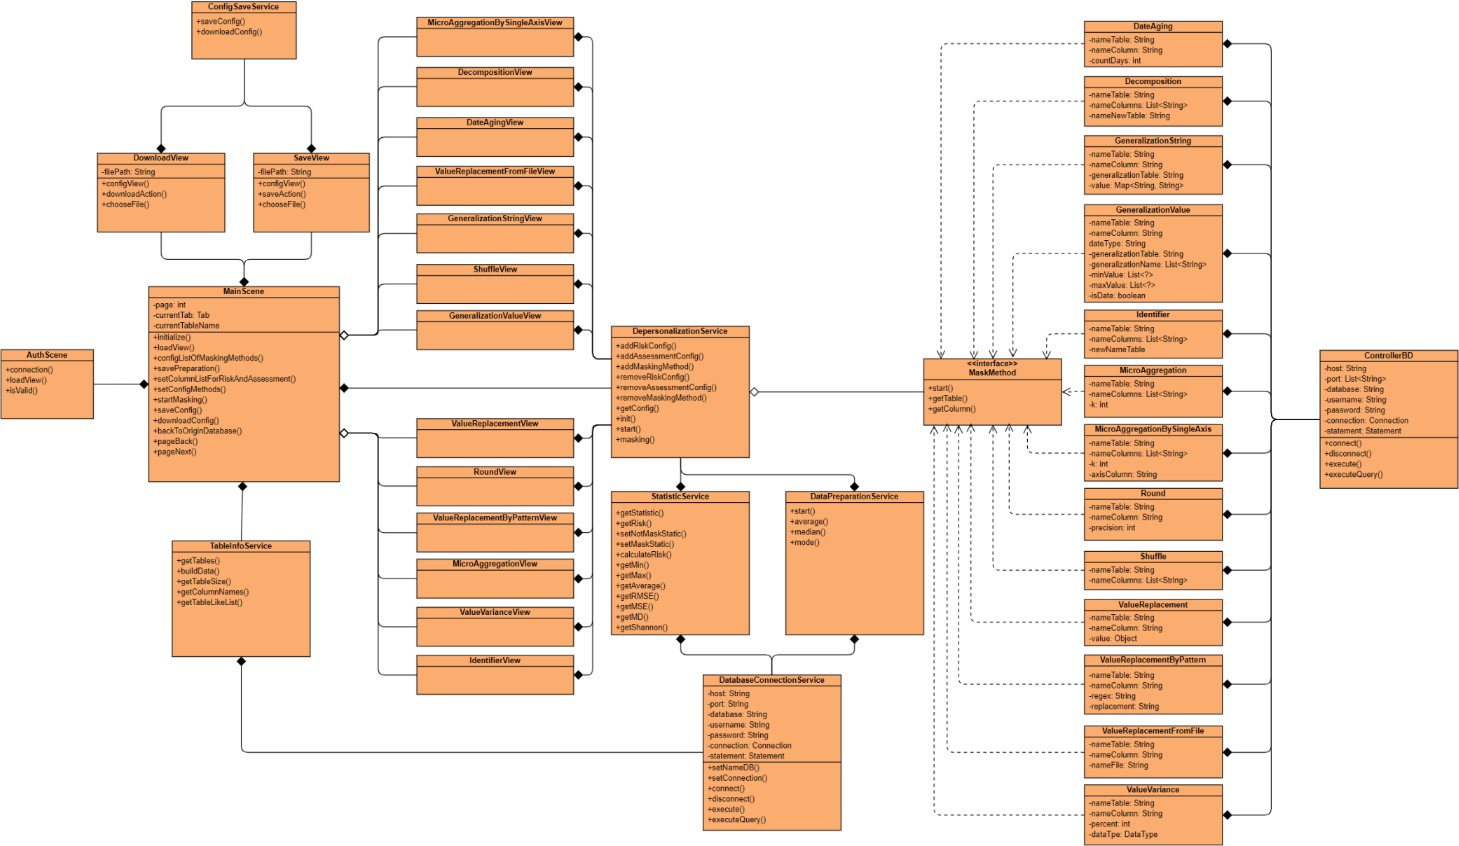 ConfigSaveService
+saveConfig()
+downloadConfig()
DownloadView
-filePath: String
+configView()
+downloadAction()
+chooseFile()
SaveView
-filePath: String
+configView()
+saveAction()
+chooseFile()
AuthScene
+connection()
+loadView()
+isValid()
MainScene
-page: int
-currentTab: Tab
-currentTableName
+initialize()
+loadView()
+configListOfMaskingMethods()
+savePreparation()
+setColumnListForRiskAndAssessment()
+setConfigMethods()
+startMasking()
+saveConfig()
+downloadConfig()
+backToOriginDatabase()
+pageBack()
+pageNext()
TableInfoService
+getTables()
+buildData()
+getTableSize()
+getColumnNames()
+getTableLikeList()
MicroAggregationBySingleAxisView
DecompositionView
DateAgingView
ValueReplacementFromFileView
GeneralizationStringView
ShuffleView
GeneralizationValueView
ValueReplacementView
RoundView
ValueReplacementByPatternView
MicroAggregationView
ValueVarianceView
IdentifierView
DepersonalizationService
+addRiskConfig()
+addAssessmentConfig()
+addMaskingMethod()
+removeRiskConfig()
+removeAssessmentConfig()
+removeMaskingMethod()
+getConfig()
+init()
+start()
+masking()
StatisticService
+getStatistic()
+getRisk()
+setNotMaskStatic()
+setMaskStatic()
+calculateRisk()
+getMin()
+getMax()
+getAverage()
+getRMSE()
+getMSE()
+getMD()
+getShannon()
DataPreparationService
+start()
+average()
+median()
+mode()
DatabaseConnectionService
-host: String
-port: String
-database: String
-username: String
-password: String
-connection: Connection
-statement: Statement
+setNameDB()
+setConnection()
+connect()
+disconnect()
+execute()
+executeQuery()
<<interface>>
MaskMethod
+start()
+getTable()
+getColumn()
DateAging
-nameTable: String
-nameColumn: String
-countDays: int
Decomposition
-nameTable: String
-nameColumns: List<String>
-nameNewTable: String
GeneralizationString
-nameTable: String
-nameColumn: String
-generalizationTable: String
-value: Map<String, String>
GeneralizationValue
-nameTable: String
-nameColumn: String
dateType: String
-generalizationTable: String
-generalizationName: List<String>
-minValue: List<?>
-maxValue: List<?>
-isDate: boolean
Identifier
-nameTable: String
-nameColumn: List<String>
-newNameTable
MicroAggregation
-nameTable: String
-nameColumns: List<String>
-k: int
MicroAggregationBySingleAxis
-nameTable: String
-nameColumns: List<String>
-k: int
-axisColumn: String
Round
-nameTable: String
-nameColumn: String
-precision: int
Shuffle
-nameTable: String
-nameColumns: List<String>
ValueReplacement
-nameTable: String
-nameColumn: String
-value: Object
ValueReplacementByPattern
-nameTable: String
-nameColumn: String
-regex: String
-replacement: String
ValueReplacementFromFile
-nameTable: String
-nameColumn: String
-nameFile: String
ValueVariance
-nameTable: String
-nameColumn: String
-percent: int
-dataTpe: DataType
ControllerBD
-host: String
-port: List<String>
-database: String
-username: String
-password: String
-connection: Connection
-statement: Statement
+connect()
+disconnect()
+execute()
+executeQuery()